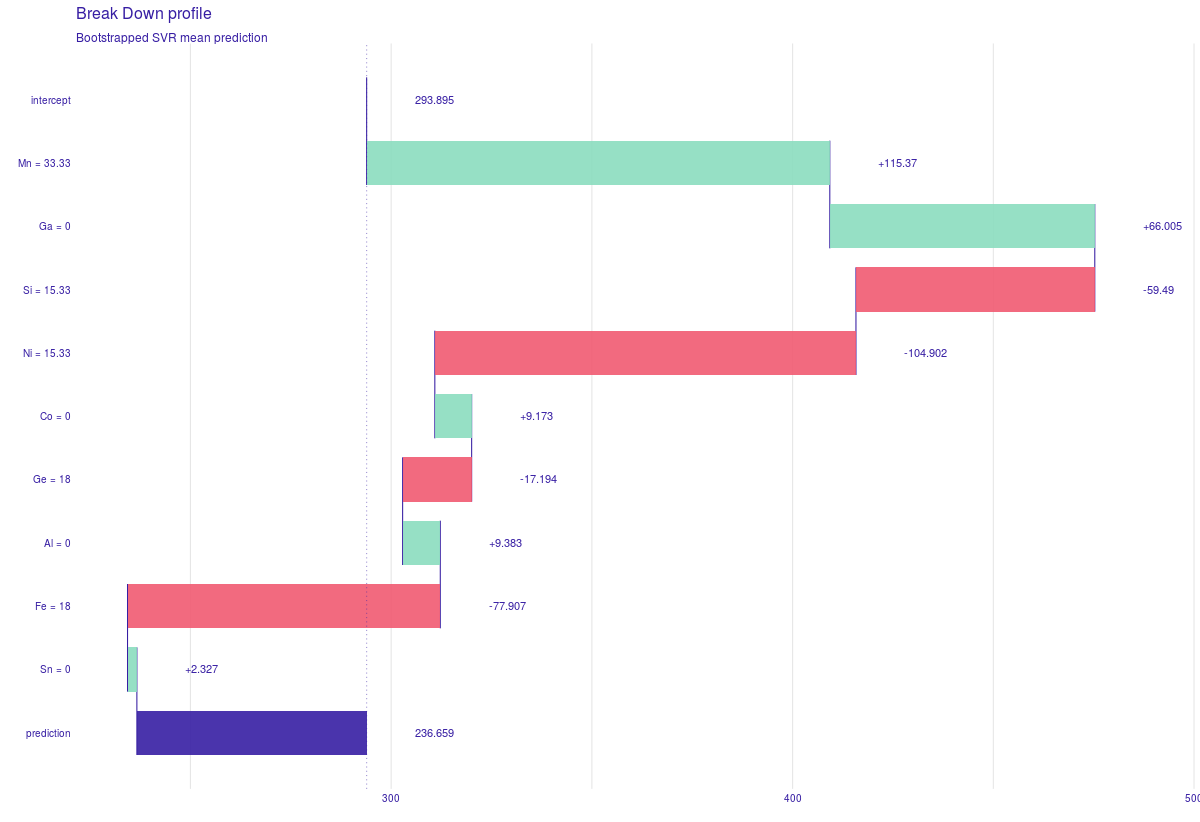 Break Down profile
Bootstrapped SVR mean prediction
intercept 293.895
Mn = 33.33 +115.37
Ga = 0 +66.005
Si = 15.33 -59.49
Ni = 15.33 -104.902
Co = 0 +9.173
Ge = 18 -17.194
Al = 0 +9.383
Fe = 18 -77.907
Sn = 0 +2.327
prediction 236.659
300 400 500